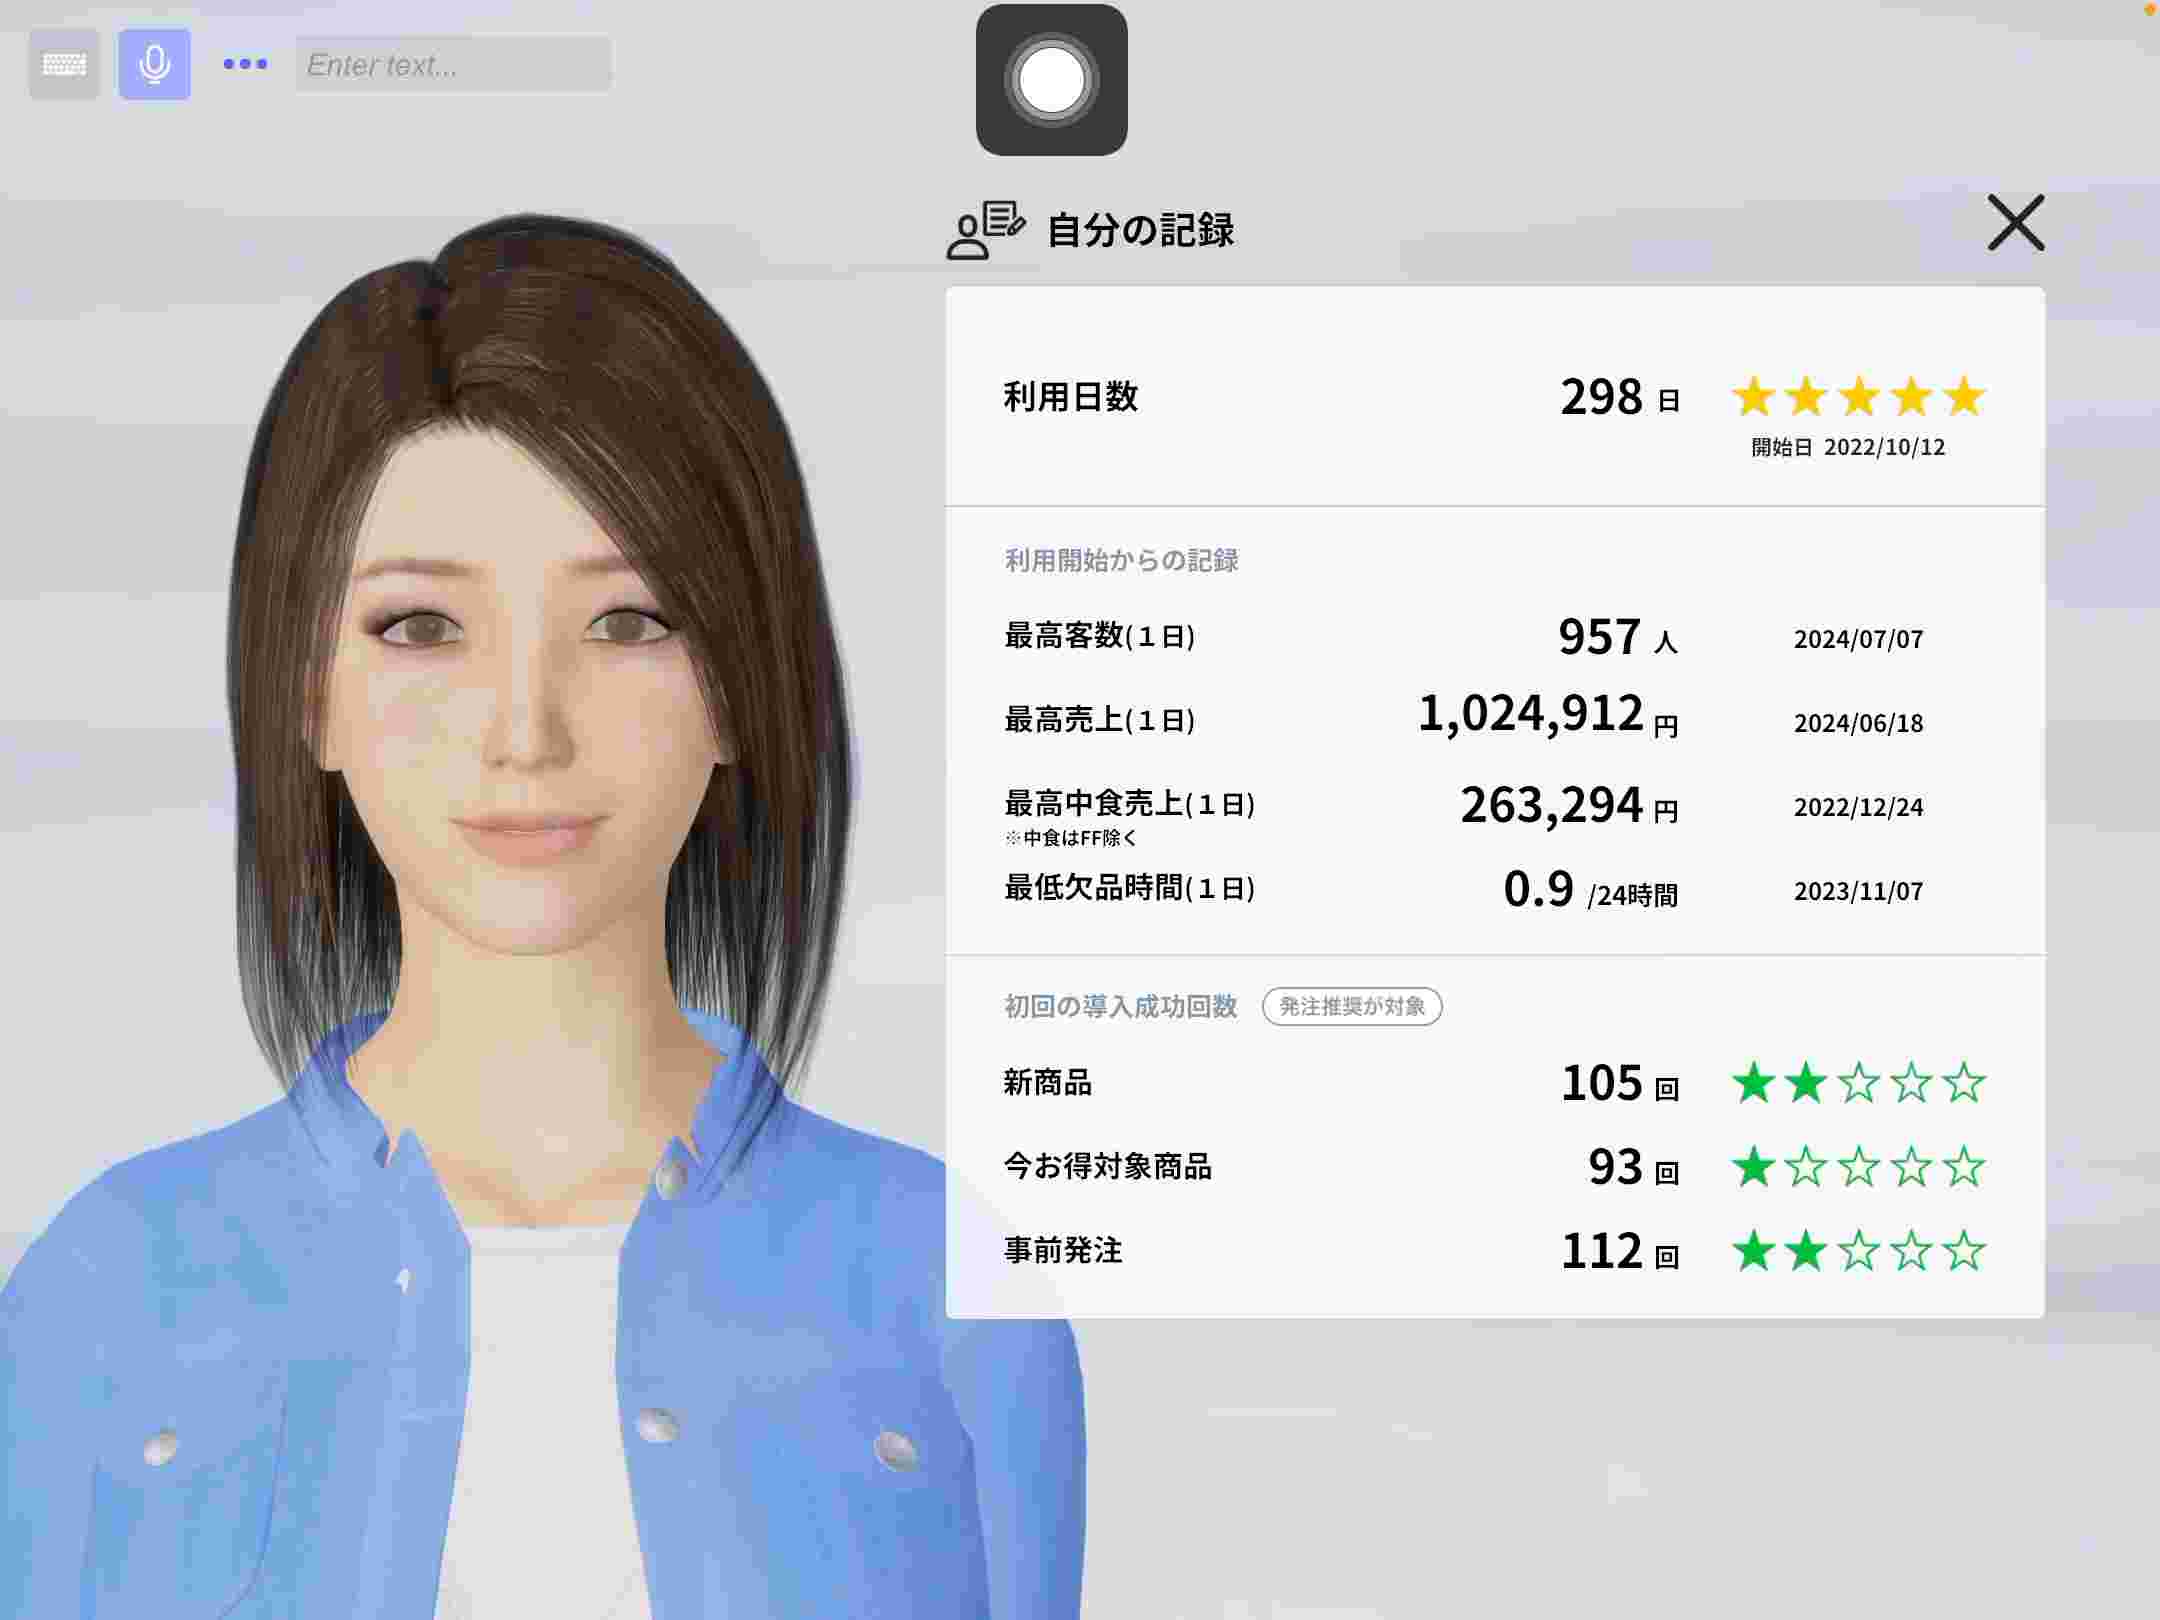 Enter text...
自分の記録
利用日数 298 日
開始日 2022/10/12
利用開始からの記録
最高客数(1日) 957 人 2024/07/07
最高売上(1日) 1,024,912 円 2024/06/18
最高中食売上(1日) 263,294 円 2022/12/24
※中食はFF除く
最低欠品時間(1日) 0.9 /24時間 2023/11/07
初回の導入成功回数 発注推奨が対象
新商品 105 回
今お得対象商品 93 回
事前発注 112 回